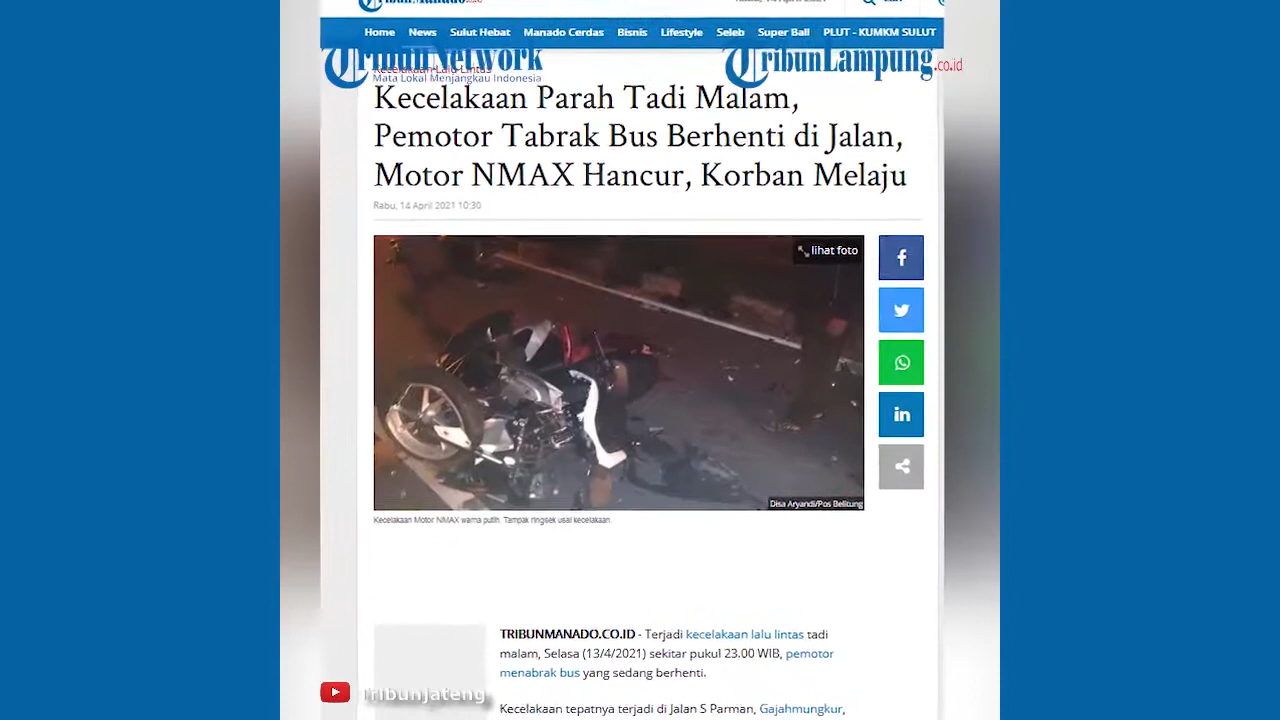 TribunManado.co.id
Home News Sulut Hebat Manado Cerdas Bisnis Lifestyle Seleb Super Ball PLUT - KUMKM SULUT
TribunNetwork
TribunLampung.co.id
Kecelakaan Lalu Lintas
Mata Lokal Menjangkau Indonesia
Kecelakaan Parah Tadi Malam,
Pemotor Tabrak Bus Berhenti di Jalan,
Motor NMAX Hancur, Korban Melaju
Rabu, 14 April 2021 10:30
lihat foto
f
in
Disa Aryandi/Pos Belitung
Kecelakaan Motor NMAX warna putih. Tampak ringsek usai kecelakaan.
TRIBUNMANADO.CO.ID - Terjadi kecelakaan lalu lintas tadi
malam, Selasa (13/4/2021) sekitar pukul 23.00 WIB, pemotor
menabrak bus yang sedang berhenti.
TribunJateng
Kecelakaan tepatnya terjadi di Jalan S Parman, Gajahmungkur,